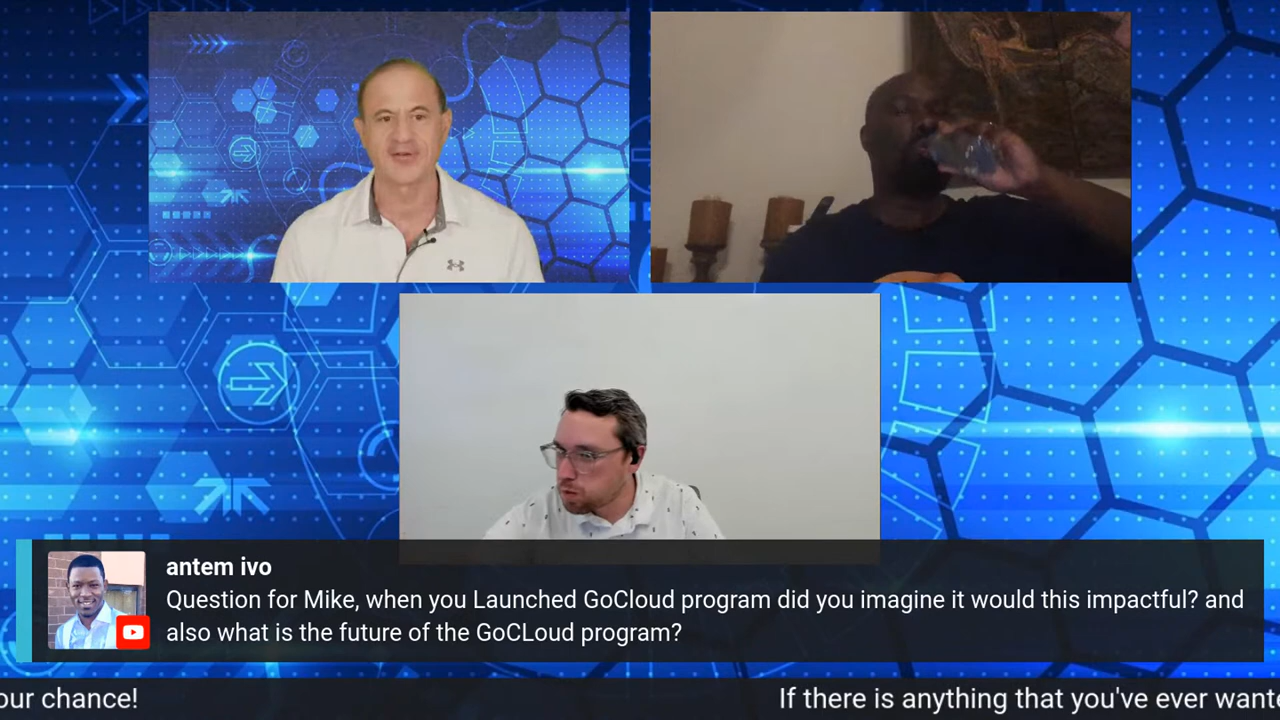 antem ivo
Question for Mike, when you Launched GoCloud program did you imagine it would this impactful? and
also what is the future of the GoCLoud program?
our chance! If there is anything that you've ever want